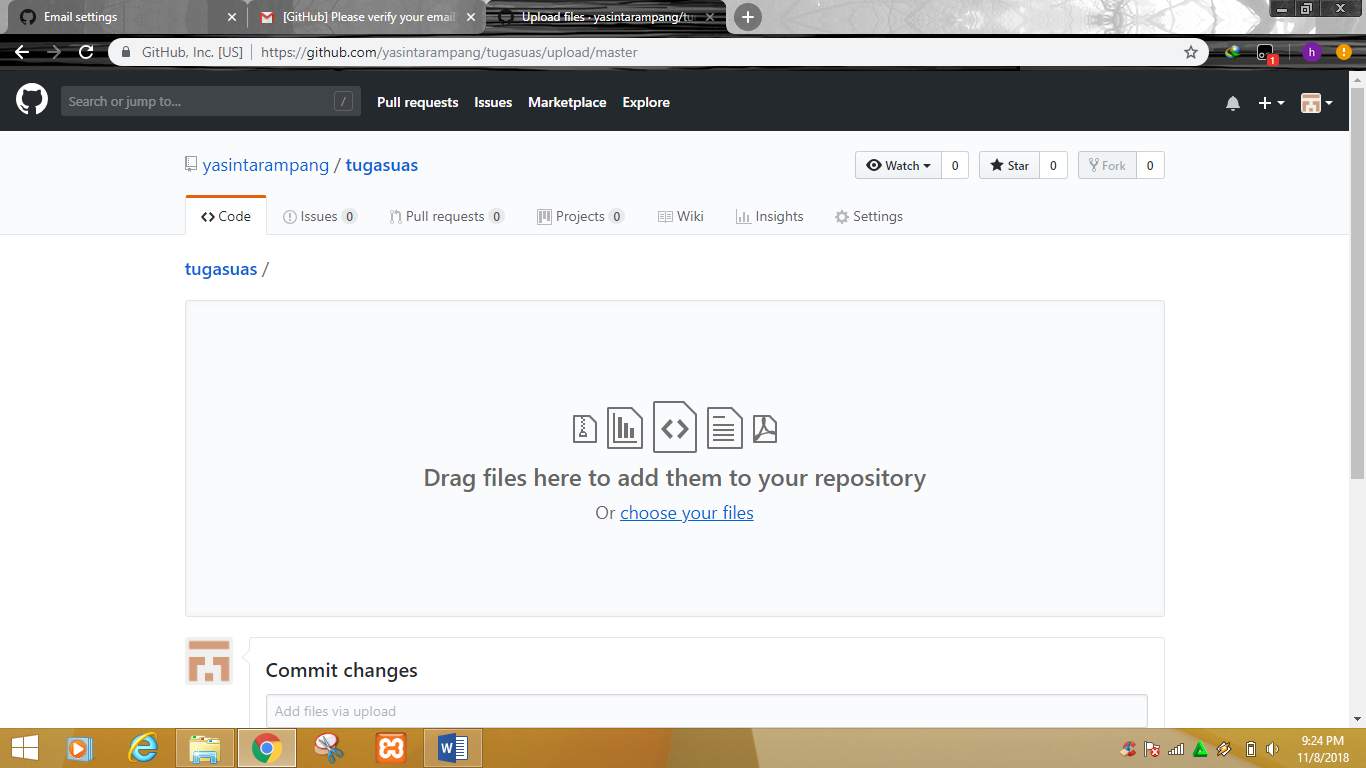 Email settings
[GitHub] Please verify your email
Upload files · yasintarampang/tu
GitHub, Inc. [US]
https://github.com/yasintarampang/tugasuas/upload/master
1
h
Search or jump to...
/
Pull requests
Issues
Marketplace
Explore
yasintarampang / tugasuas
Watch 0
Star 0
Fork 0
Code
Issues 0
Pull requests 0
Projects 0
Wiki
Insights
Settings
tugasuas /
Drag files here to add them to your repository
Or choose your files
Commit changes
Add files via upload
9:24 PM
11/8/2018